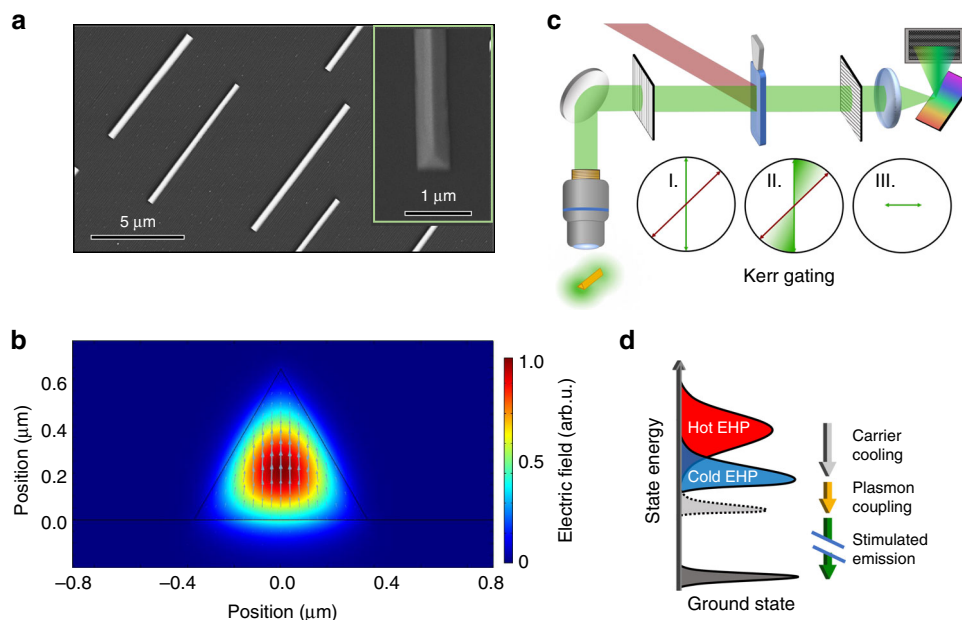 a
5 μm
1 μm
c
I.
II.
III.
Kerr gating
b
Position (μm)
0.6
0.4
0.2
0.0
–0.8
–0.4
0.0
0.4
0.8
Position (μm)
1.0
0.5
0
Electric field (arb.u.)
d
State energy
Hot EHP
Cold EHP
Ground state
Carrier
cooling
Plasmon
coupling
Stimulated
emission